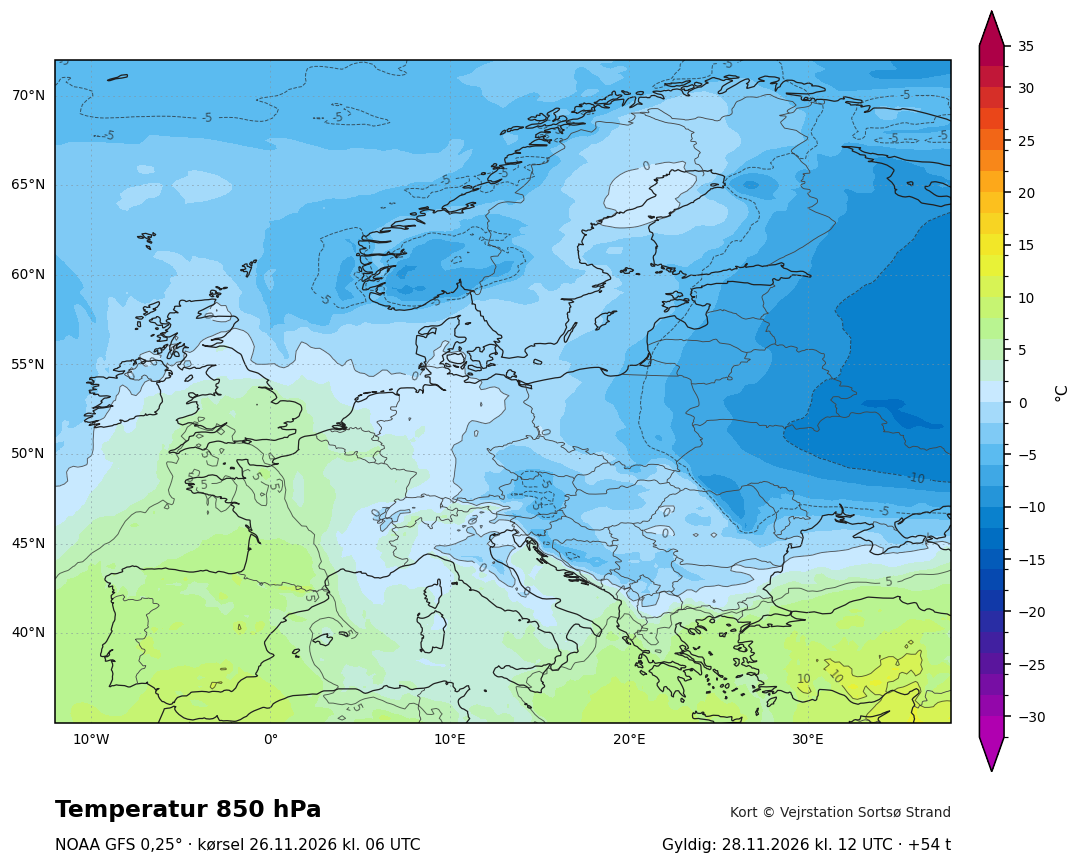 70°N
65°N
60°N
55°N
50°N
45°N
40°N
10°W
0°
10°E
20°E
30°E
35
30
25
20
15
10
5
0
−5
−10
−15
−20
−25
−30
°C
Temperatur 850 hPa
Kort © Vejrstation Sortsø Strand
NOAA GFS 0,25° · kørsel 26.11.2026 kl. 06 UTC
Gyldig: 28.11.2026 kl. 12 UTC · +54 t